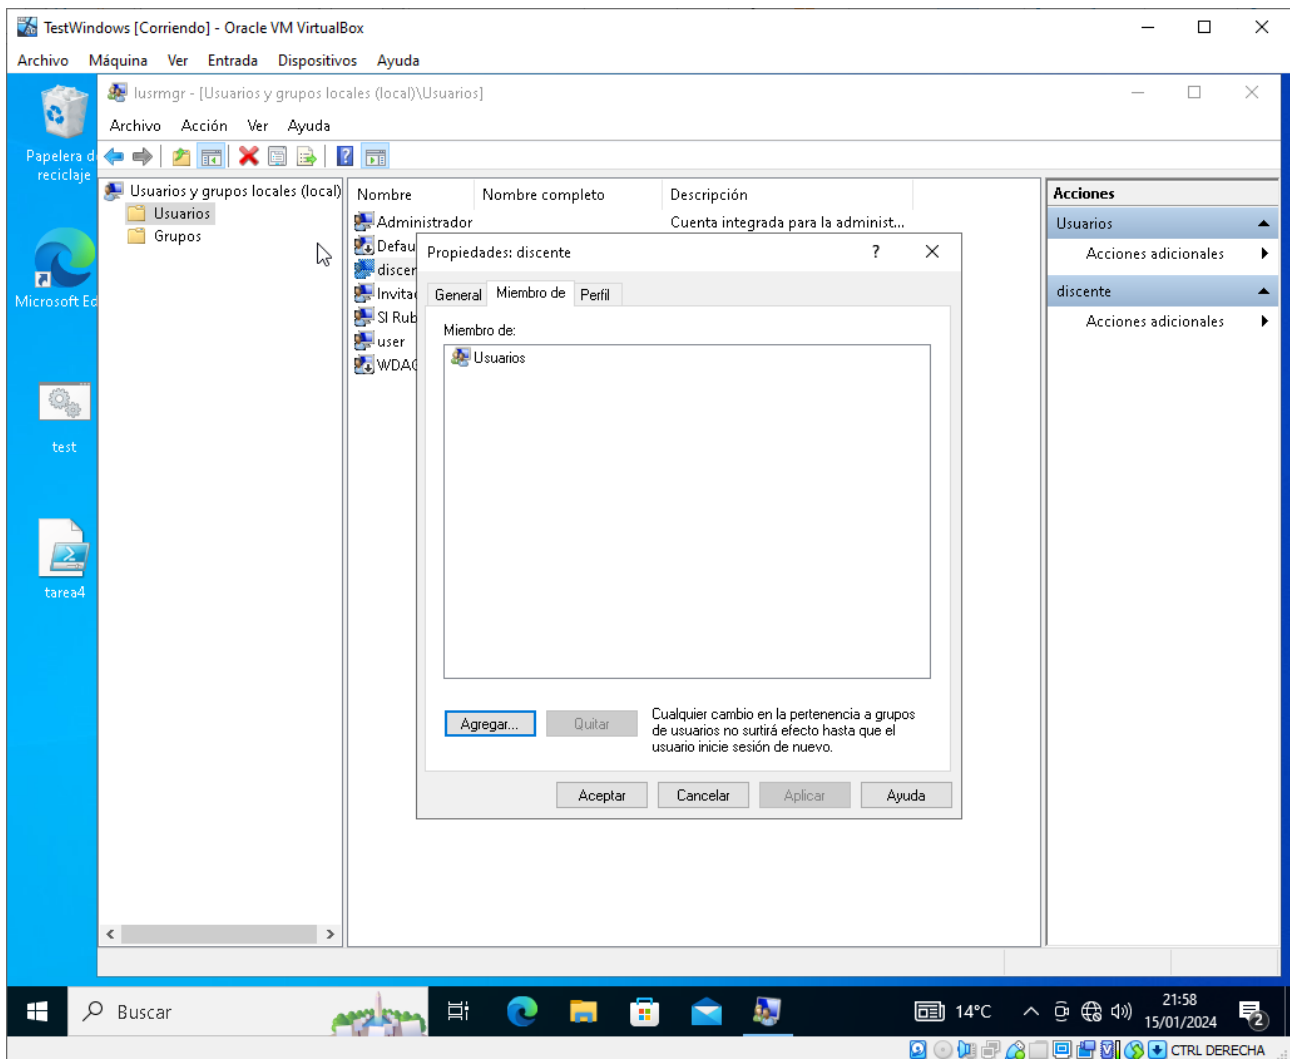 TestWindows [Corriendo] - Oracle VM VirtualBox
Archivo Máquina Ver Entrada Dispositivos Ayuda
lusrmgr - [Usuarios y grupos locales (local)\Usuarios]
Archivo Acción Ver Ayuda
Papelera d
reciclaje
Microsoft Ed
test
tarea4
Usuarios y grupos locales (local)
Usuarios
Grupos
Nombre Nombre completo Descripción
Administrador Cuenta integrada para la administ...
Defau
discer
Invita
SI Rub
user
WDAG
Propiedades: discente ?
General Miembro de Perfil
Miembro de:
Usuarios
Agregar... Quitar
Cualquier cambio en la pertenencia a grupos
de usuarios no surtirá efecto hasta que el
usuario inicie sesión de nuevo.
Aceptar Cancelar Aplicar Ayuda
Acciones
Usuarios
Acciones adicionales
discente
Acciones adicionales
Buscar
14°C
21:58
15/01/2024
2
CTRL DERECHA